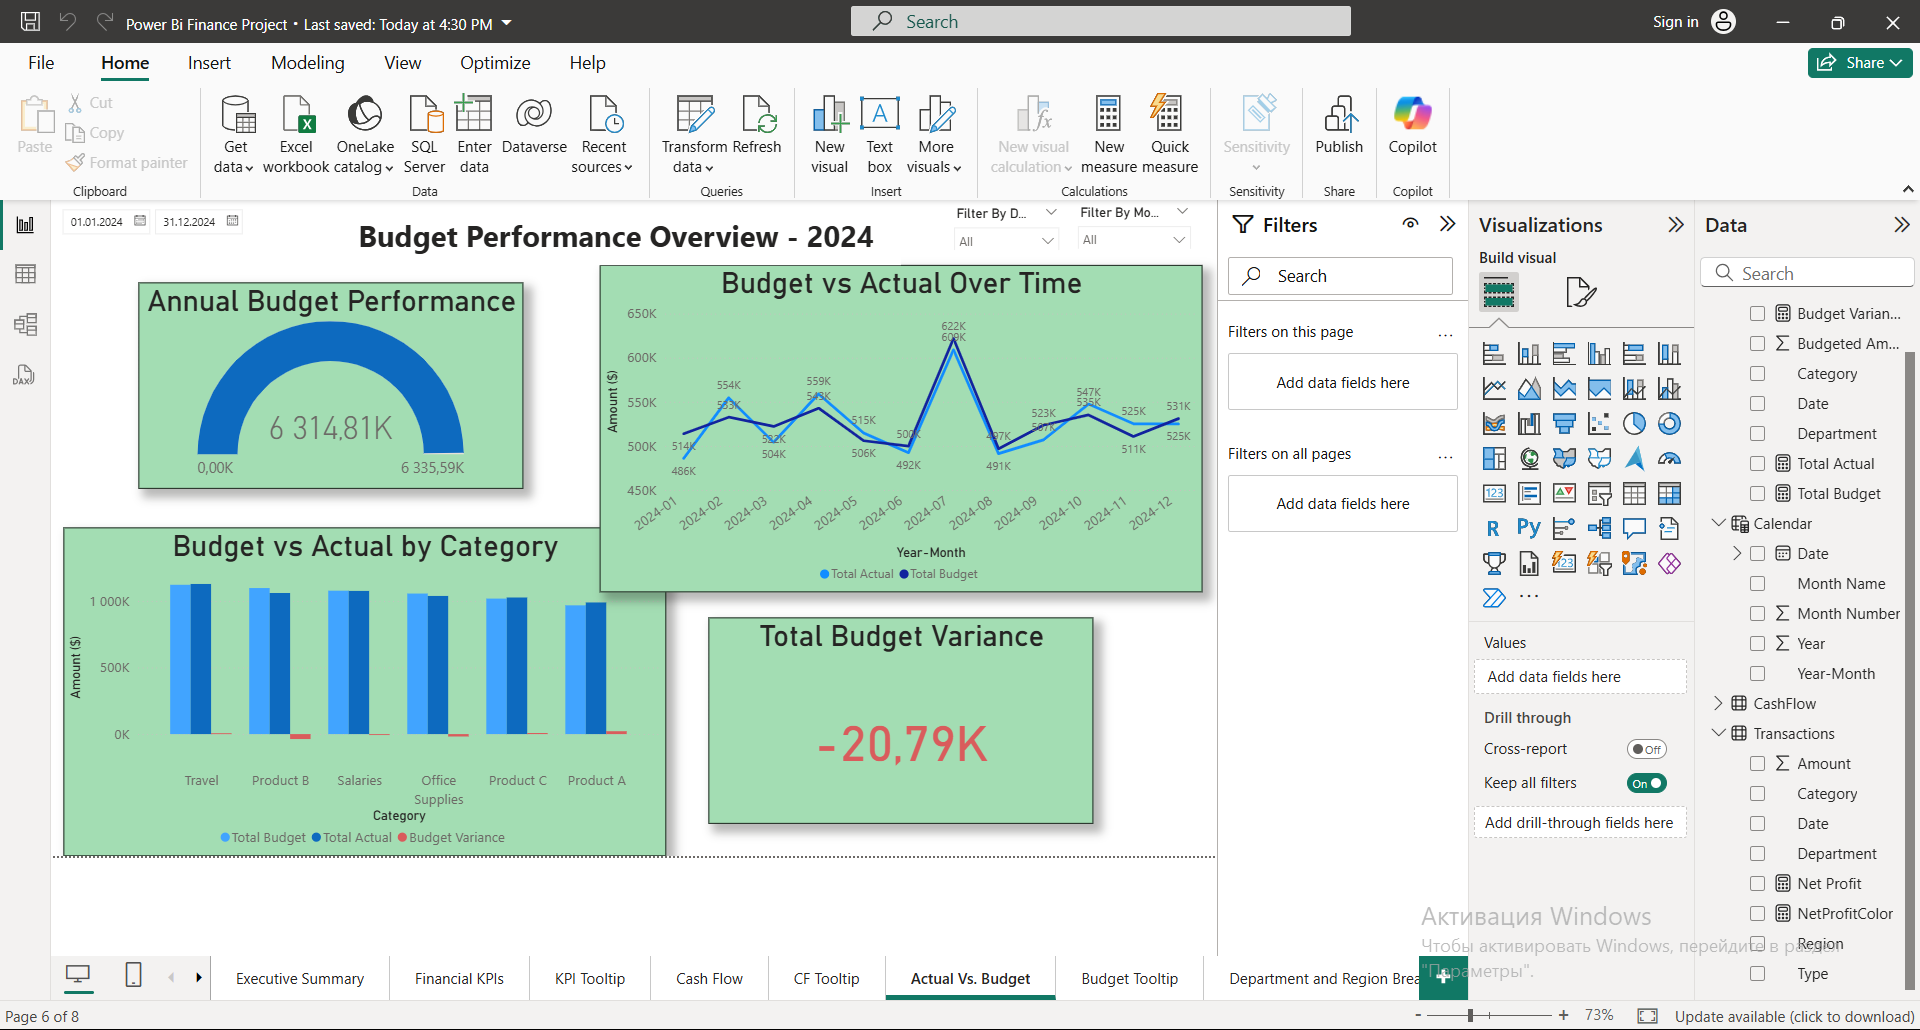 Power Bi Finance Project • Last saved: Today at 4:30 PM
Search
Sign in
File Home Insert Modeling View Optimize Help
Share
Paste
Cut
Copy
Format painter
Clipboard
Get data
Excel workbook
OneLake catalog
SQL Server
Enter data
Dataverse
Recent sources
Data
Transform data
Refresh
Queries
New visual
Text box
More visuals
Insert
New visual calculation
New measure
Quick measure
Calculations
Sensitivity
Sensitivity
Publish
Share
Copilot
Copilot
01.01.2024
31.12.2024
Budget Performance Overview - 2024
Filter By D...
All
Filter By Mo...
All
Annual Budget Performance
6 314,81K
0,00K
6 335,59K
Budget vs Actual Over Time
Amount ($)
650K
600K
550K
500K
450K
514K
486K
554K
533K
504K
559K
543K
515K
506K
500K
492K
622K
609K
497K
491K
523K
507K
547K
535K
525K
511K
531K
525K
2024-01
2024-02
2024-03
2024-04
2024-05
2024-06
2024-07
2024-08
2024-09
2024-10
2024-11
2024-12
Year-Month
Total Actual Total Budget
Budget vs Actual by Category
Amount ($)
1 000K
500K
0K
Travel
Product B
Salaries
Office Supplies
Product C
Product A
Category
Total Budget Total Actual Budget Variance
Total Budget Variance
-20,79K
Filters
Search
Filters on this page
...
Add data fields here
Filters on all pages
...
Add data fields here
Visualizations
Build visual
R
Py
123
...
Values
Add data fields here
Drill through
Cross-report
Off
Keep all filters
On
Add drill-through fields here
Data
Search
Budget Varian...
Budgeted Am...
Category
Date
Department
Total Actual
Total Budget
Calendar
Date
Month Name
Month Number
Year
Year-Month
CashFlow
Transactions
Amount
Category
Date
Department
Net Profit
NetProfitColor
Region
Type
Активация Windows
Чтобы активировать Windows, перейдите в раздел
"Параметры".
Executive Summary
Financial KPIs
KPI Tooltip
Cash Flow
CF Tooltip
Actual Vs. Budget
Budget Tooltip
Department and Region Brea
Page 6 of 8
- + 73%
Update available (click to download)
DAX